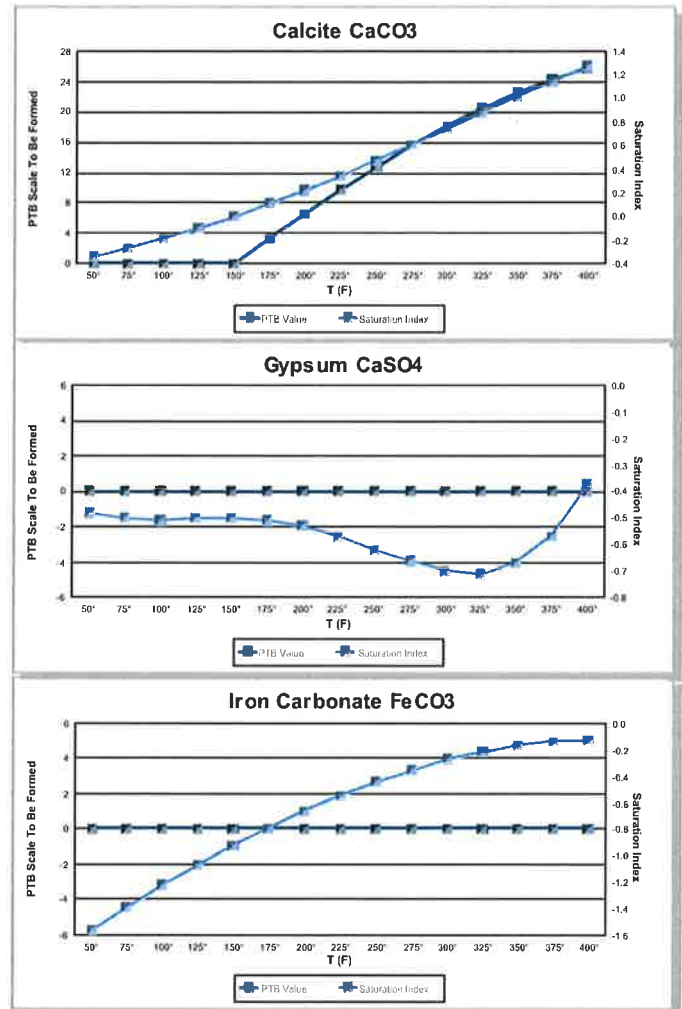 Calcite CaCO3
PTB Scale To Be Formed
28
24
20
16
12
8
4
0
1.4
1.2
1.0
0.8
0.6
0.4
0.2
0.0
-0.2
-0.4
Saturation Index
50° 75° 100° 125° 150° 175° 200° 225° 250° 275° 300° 325° 350° 375° 400°
T (F)
PTB Value Saturation Index
Gypsum CaSO4
PTB Scale To Be Formed
6
4
2
0
-2
-4
-6
0.0
-0.1
-0.2
-0.3
-0.4
-0.5
-0.6
-0.7
-0.8
Saturation Index
50° 75° 100° 125° 150° 175° 200° 225° 250° 275° 300° 325° 350° 375° 400°
T (F)
PTB Value Saturation Index
Iron Carbonate FeCO3
PTB Scale To Be Formed
6
4
2
0
-2
-4
-6
0.0
-0.2
-0.4
-0.6
-0.8
-1.0
-1.2
-1.4
-1.6
Saturation Index
50° 75° 100° 125° 150° 175° 200° 225° 250° 275° 300° 325° 350° 375° 400°
T (F)
PTB Value Saturation Index